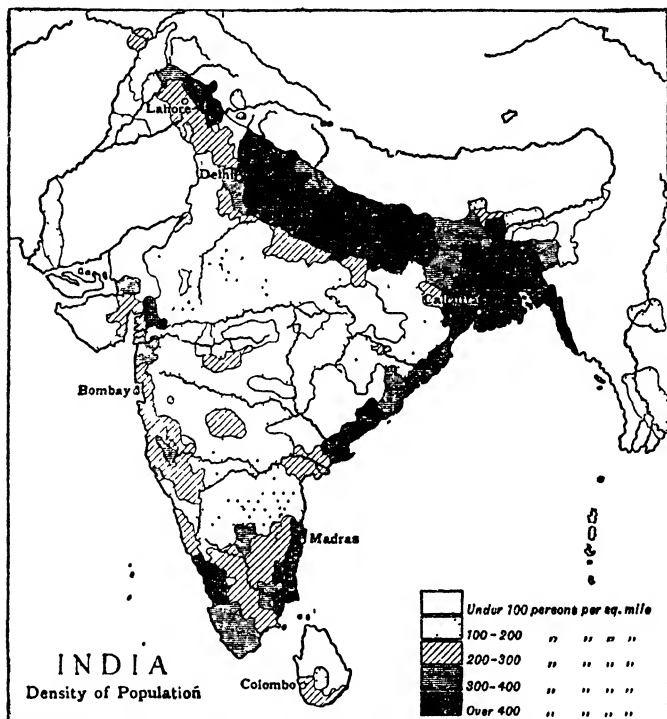 Lahore
Delhi
Calcutta
Bombay
Madras
Colombo
INDIA
Density of Population
Under 100 persons per sq. mile
100-200 " " " "
200-300 " " " "
300-400 " " " "
Over 400 " " " "